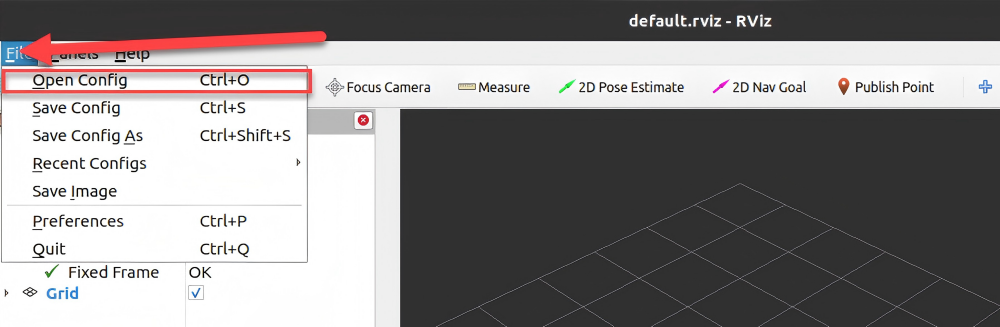 default.rviz - RViz
File Panels Help
Open Config Ctrl+O
Focus Camera Measure 2D Pose Estimate 2D Nav Goal Publish Point
Save Config Ctrl+S
Save Config As Ctrl+Shift+S
Recent Configs
Save Image
Preferences Ctrl+P
Quit Ctrl+Q
Fixed Frame OK
Grid